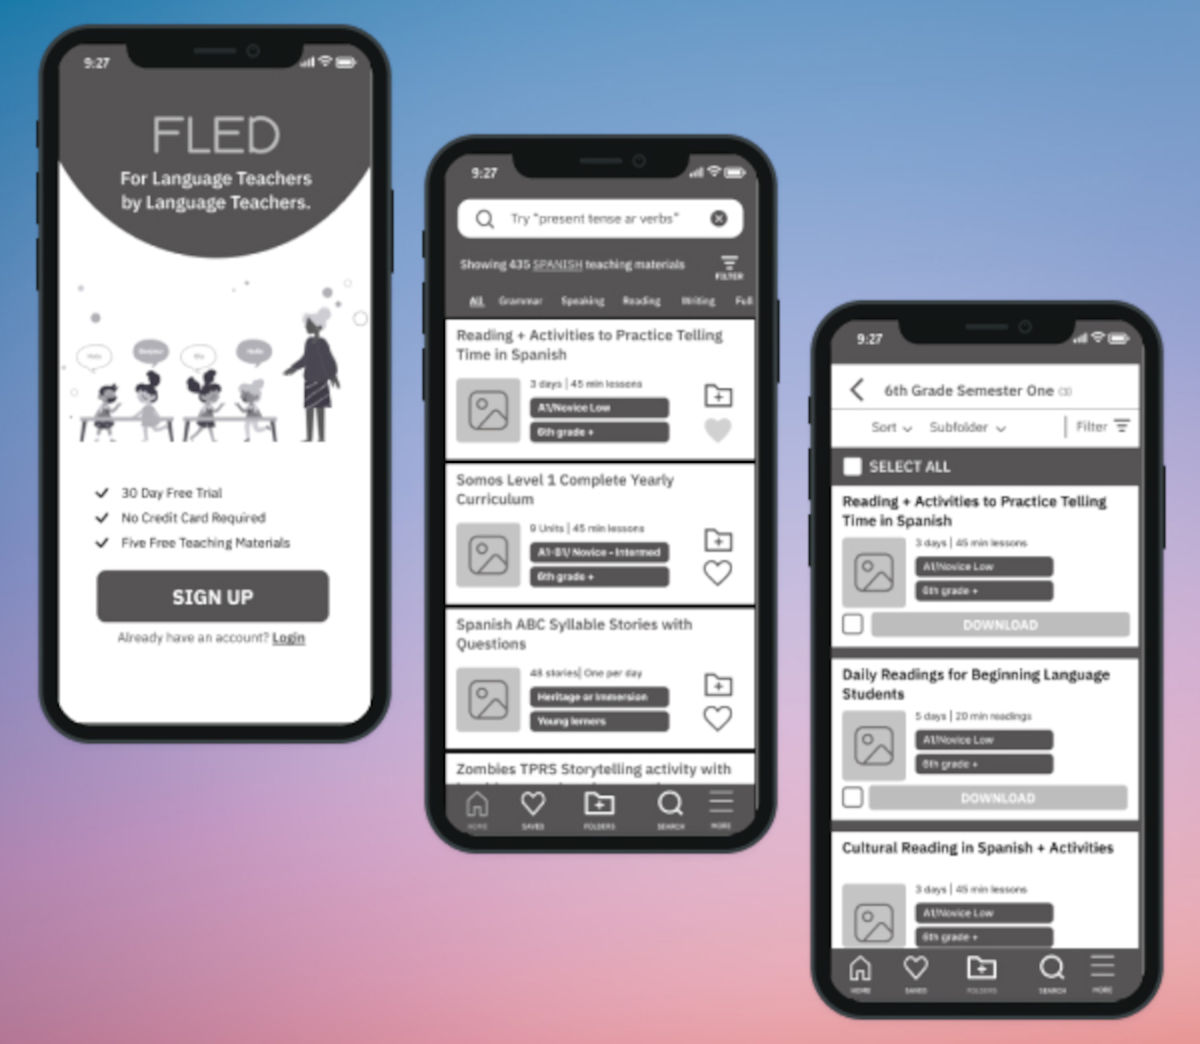 9:27
FLED
For Language Teachers
by Language Teachers.
Bonjour
Hello
30 Day Free Trial
No Credit Card Required
Five Free Teaching Materials
SIGN UP
Already have an account? Login
9:27
Try "present tense ar verbs"
Showing 435 SPANISH teaching materials
FILTER
All Grammar Speaking Reading Writing Full
Reading + Activities to Practice Telling
Time in Spanish
3 days | 45 min lessons
A1/Novice Low
6th grade +
Somos Level 1 Complete Yearly
Curriculum
9 Units | 45 min lessons
A1-B1/ Novice - Intermed
6th grade +
Spanish ABC Syllable Stories with
Questions
48 stories| One per day
Heritage or Immersion
Young lerners
Zombies TPRS Storytelling activity with
HOME SAVED FOLDERS SEARCH MORE
9:27
6th Grade Semester One
Sort Subfolder Filter
SELECT ALL
Reading + Activities to Practice Telling
Time in Spanish
3 days | 45 min lessons
A1/Novice Low
6th grade +
DOWNLOAD
Daily Readings for Beginning Language
Students
5 days | 20 min readings
A1/Novice Low
6th grade +
DOWNLOAD
Cultural Reading in Spanish + Activities
3 days | 45 min lessons
A1/Novice Low
6th grade +
HOME SAVED FOLDERS SEARCH MORE